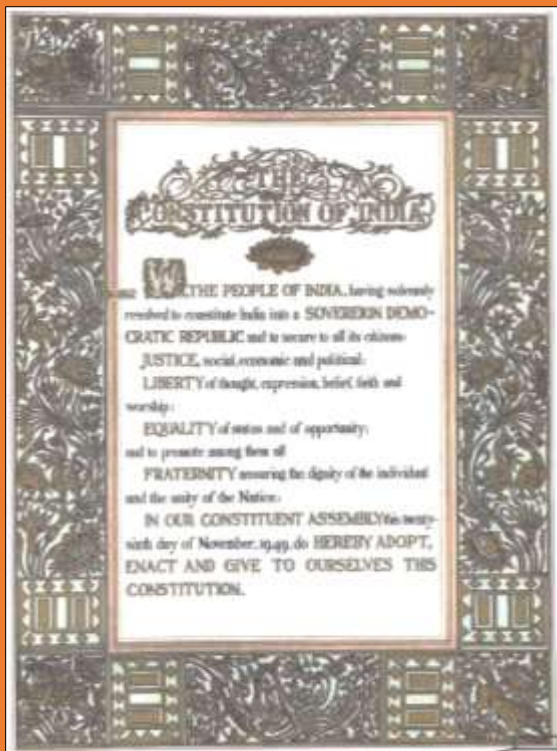 THE
CONSTITUTION OF INDIA
WE, THE PEOPLE OF INDIA, having solemnly
resolved to constitute India into a SOVEREIGN DEMO-
CRATIC REPUBLIC and to secure to all its citizens:
JUSTICE, social, economic and political;
LIBERTY of thought, expression, belief, faith and
worship;
EQUALITY of status and of opportunity;
and to promote among them all
FRATERNITY assuring the dignity of the individual
and the unity of the Nation;
IN OUR CONSTITUENT ASSEMBLY this twenty-
sixth day of November, 1949, do HEREBY ADOPT,
ENACT AND GIVE TO OURSELVES THIS
CONSTITUTION.